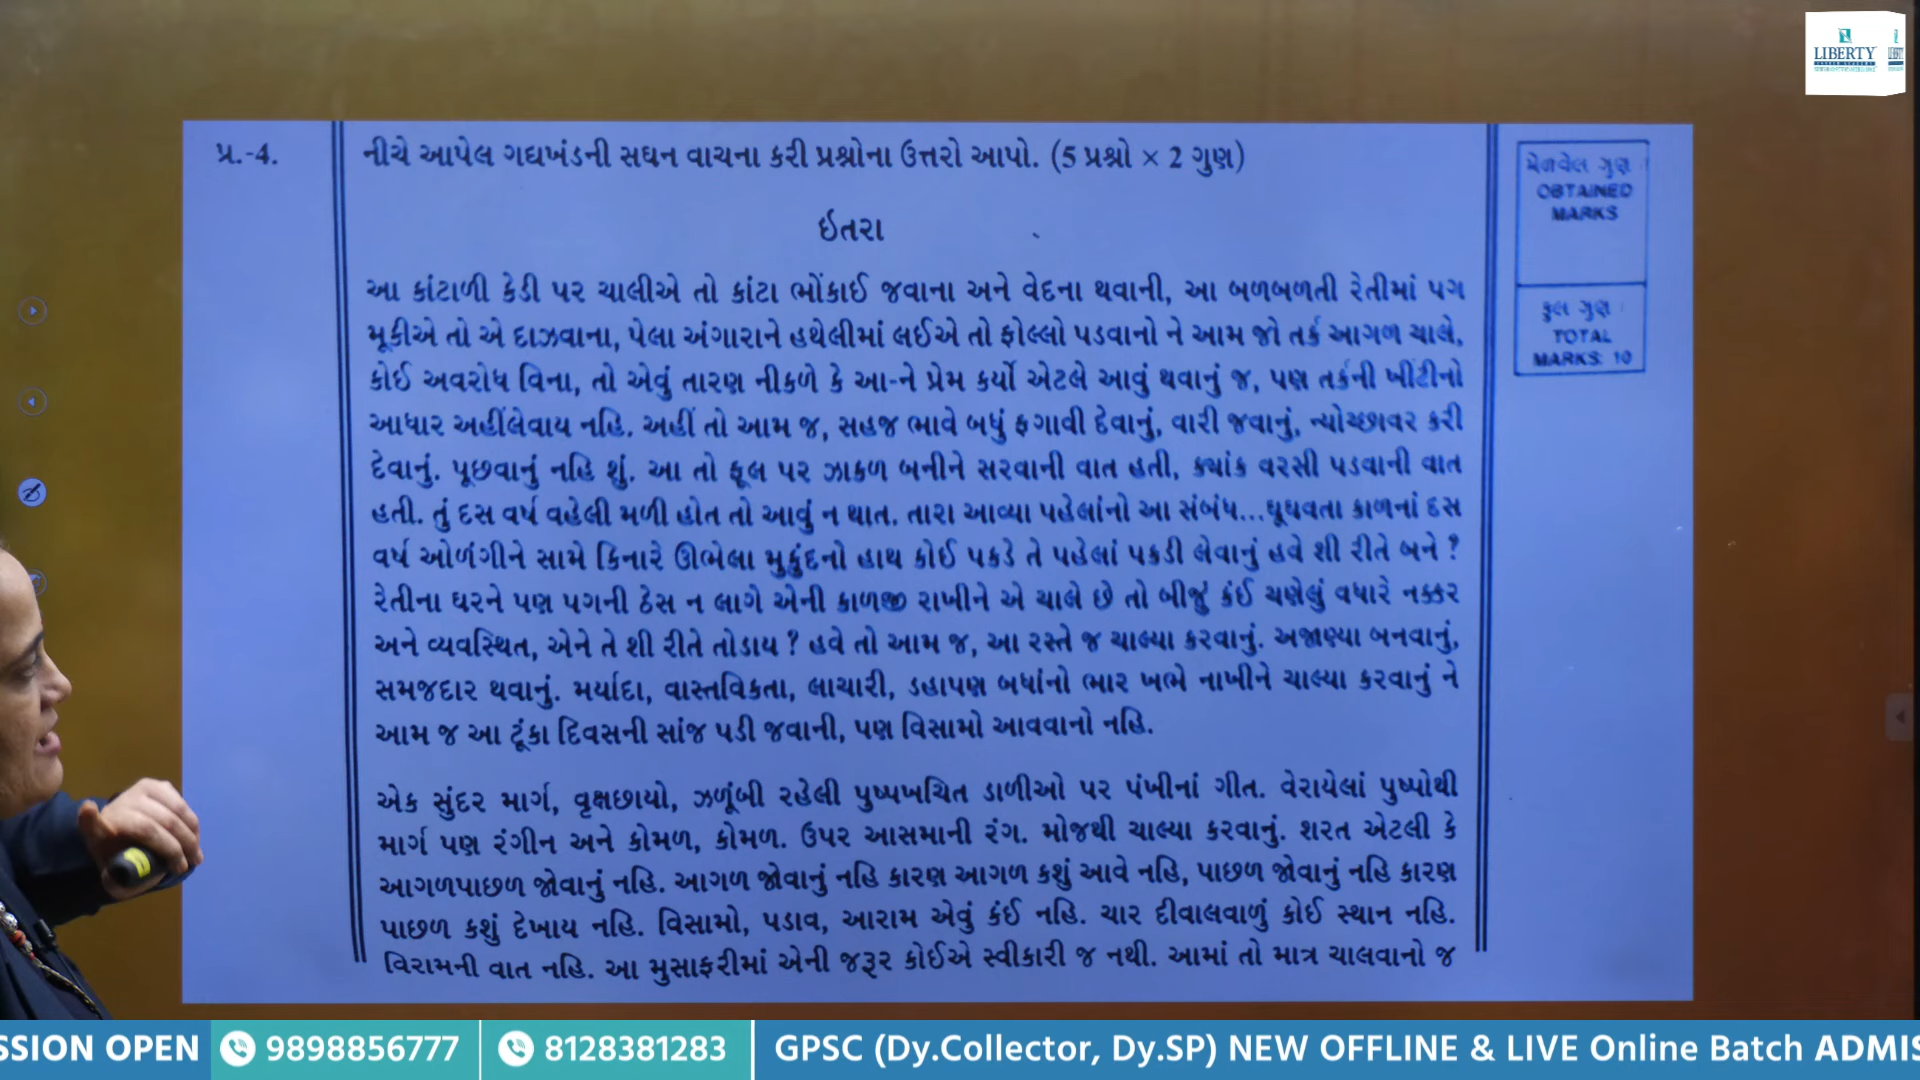 LIBERTY
LIBERTY
પ્ર.-4.
નીચે આપેલ ગદ્યખંડની સઘન વાચના કરી પ્રશ્નોના ઉત્તરો આપો. (5 પ્રશ્નો × 2 ગુણ)
મેળવેલ ગુણ :
OBTAINED
MARKS
કુલ ગુણ :
TOTAL
MARKS: 10
ઈતરા
આ કાંટાળી કેડી પર ચાલીએ તો કાંટા ભોંકાઈ જવાના અને વેદના થવાની, આ બળબળતી રેતીમાં પગ
મૂકીએ તો એ દાઝવાના, પેલા અંગારાને હથેલીમાં લઈએ તો ફોલ્લો પડવાનો ને આમ જો તર્ક આગળ ચાલે,
કોઈ અવરોધ વિના, તો એવું તારણ નીકળે કે આ-ને પ્રેમ કર્યો એટલે આવું થવાનું જ, પણ તર્કની ખીંટીનો
આધાર અહીંલેવાય નહિ. અહીં તો આમ જ, સહજ ભાવે બધું ફગાવી દેવાનું, વારી જવાનું, ન્યોચ્છાવર કરી
દેવાનું. પૂછવાનું નહિ શું. આ તો ફૂલ પર ઝાકળ બનીને સરવાની વાત હતી, ક્યાંક વરસી પડવાની વાત
હતી. તું દસ વર્ષ વહેલી મળી હોત તો આવું ન થાત. તારા આવ્યા પહેલાંનો આ સંબંધ...ઘૂઘવતા કાળનાં દસ
વર્ષ ઓળંગીને સામે કિનારે ઊભેલા મુકુંદનો હાથ કોઈ પકડે તે પહેલાં પકડી લેવાનું હવે શી રીતે બને ?
રેતીના ઘરને પણ પગની ઠેસ ન લાગે એની કાળજી રાખીને એ ચાલે છે તો બીજું કંઈ ચણેલું વધારે નક્કર
અને વ્યવસ્થિત, એને તે શી રીતે તોડાય ? હવે તો આમ જ, આ રસ્તે જ ચાલ્યા કરવાનું. અજાણ્યા બનવાનું,
સમજદાર થવાનું. મર્યાદા, વાસ્તવિકતા, લાચારી, ડહાપણ બધાંનો ભાર ખભે નાખીને ચાલ્યા કરવાનું ને
આમ જ આ ટૂંકા દિવસની સાંજ પડી જવાની, પણ વિસામો આવવાનો નહિ.
એક સુંદર માર્ગ, વૃક્ષછાયો, ઝળૂંબી રહેલી પુષ્પખચિત ડાળીઓ પર પંખીનાં ગીત. વેરાયેલાં પુષ્પોથી
માર્ગ પણ રંગીન અને કોમળ, કોમળ. ઉપર આસમાની રંગ. મોજથી ચાલ્યા કરવાનું. શરત એટલી કે
આગળપાછળ જોવાનું નહિ. આગળ જોવાનું નહિ કારણ આગળ કશું આવે નહિ, પાછળ જોવાનું નહિ કારણ
પાછળ કશું દેખાય નહિ. વિસામો, પડાવ, આરામ એવું કંઈ નહિ. ચાર દીવાલવાળું કોઈ સ્થાન નહિ.
વિરામની વાત નહિ. આ મુસાફરીમાં એની જરૂર કોઈએ સ્વીકારી જ નથી. આમાં તો માત્ર ચાલવાનો જ
SSION OPEN 9898856777 8128381283 GPSC (Dy.Collector, Dy.SP) NEW OFFLINE & LIVE Online Batch ADMIS